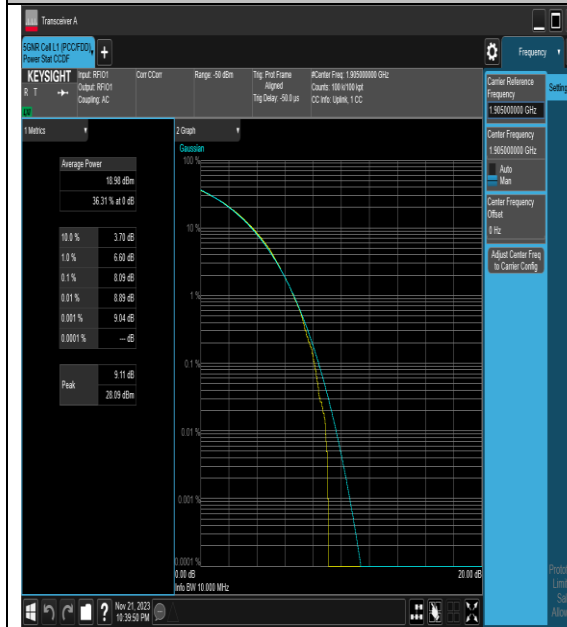 Transceiver A
5GNR Cell L1 (PCC/FDD),
Power Stat CCDF
+
Frequency
KEYSIGHT
R T
Input: RFIO1
Output: RFIO1
Coupling: AC
Corr CCorr
Range: -50 dBm
Trig: Prot Frame
Aligned
Trig Delay: -50.0 µs
#Center Freq: 1.905000000 GHz
Counts: 100 k/100 kpt
CC Info: Uplink, 1 CC
1 Metrics
Average Power
18.98 dBm
36.31 % at 0 dB
10.0 % 3.70 dB
1.0 % 6.60 dB
0.1 % 8.09 dB
0.01 % 8.89 dB
0.001 % 9.04 dB
0.0001 % --- dB
Peak
9.11 dB
28.09 dBm
2 Graph
Gaussian
100 %
10 %
1 %
0.1 %
0.01 %
0.001 %
0.0001 %
0.00 dB
20.00 dB
Info BW 10.000 MHz
Carrier Reference
Frequency
1.905000000 GHz
Center Frequency
1.905000000 GHz
Auto
Man
Center Frequency
Offset
0 Hz
Adjust Center Freq
to Carrier Config
Setting
Nov 21, 2023
10:39:50 PM
?